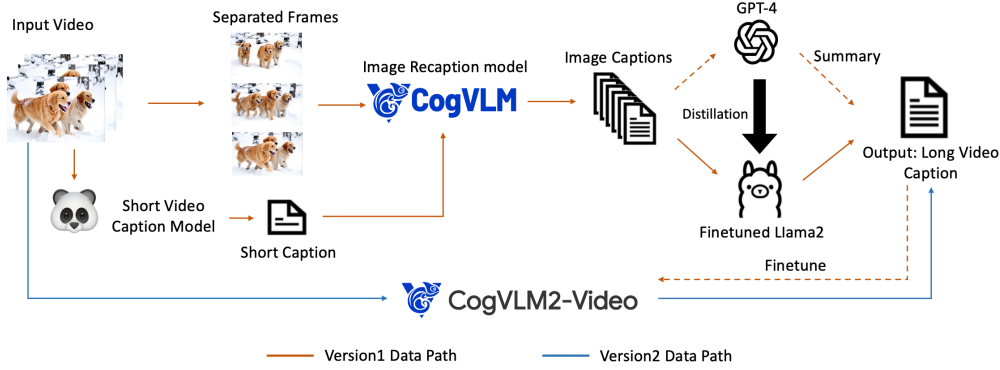 Input Video
Separated Frames
Image Recaption model
CogVLM
Image Captions
GPT-4
Summary
Distillation
Output: Long Video
Caption
Short Video
Caption Model
Short Caption
Finetuned Llama2
Finetune
CogVLM2-Video
Version1 Data Path
Version2 Data Path